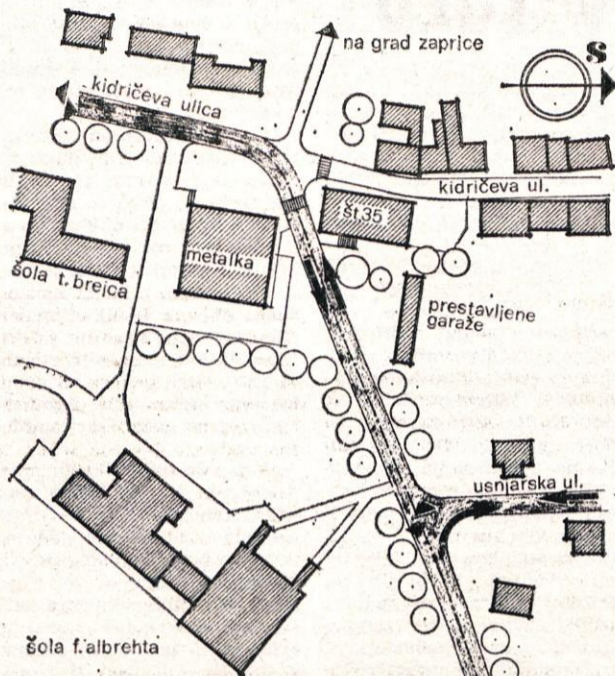 na grad zaprice
S
kidričeva ulica
kidričeva ul.
št.35
metalka
šola t. brejca
prestavljene
garaže
usnjarska ul.
šola f. albrehta